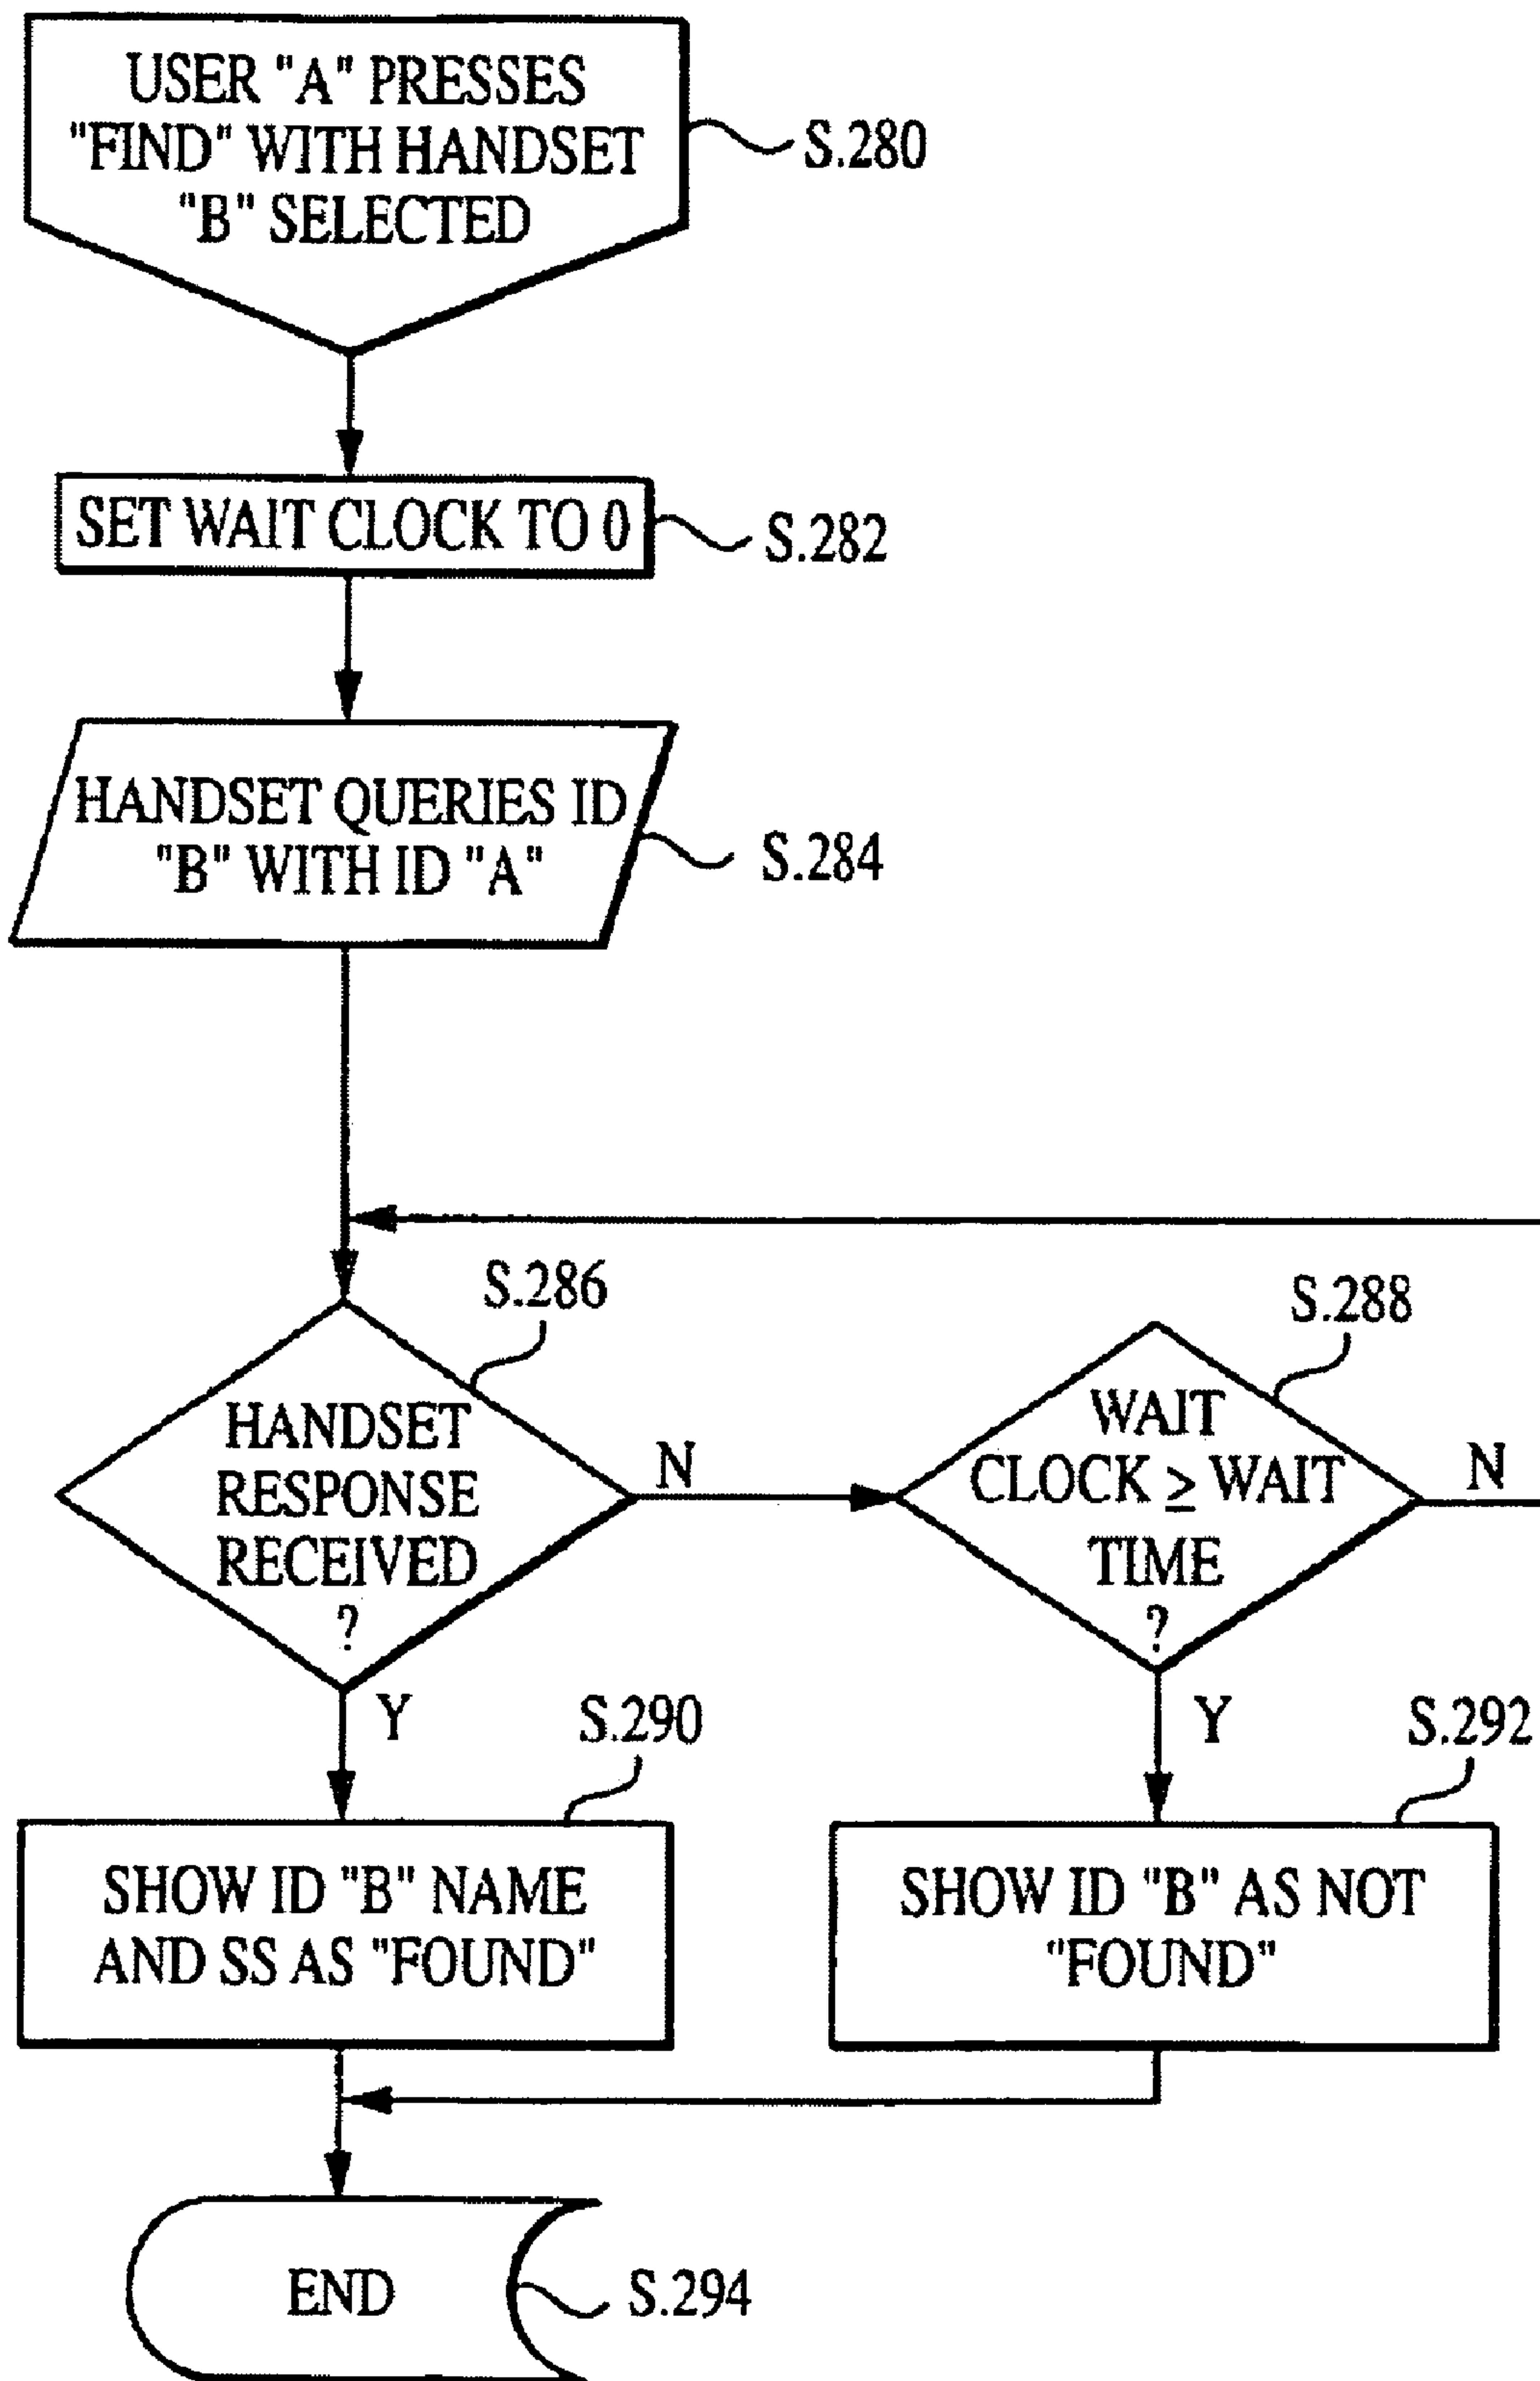 USER "A" PRESSES
"FIND" WITH HANDSET
"B" SELECTED
S.280
SET WAIT CLOCK TO 0
S.282
HANDSET QUERIES ID
"B" WITH ID "A"
S.284
S.286
HANDSET
RESPONSE
RECEIVED
?
N
Y
S.288
WAIT
CLOCK ≥ WAIT
TIME
?
N
Y
S.290
SHOW ID "B" NAME
AND SS AS "FOUND"
S.292
SHOW ID "B" AS NOT
"FOUND"
END
S.294